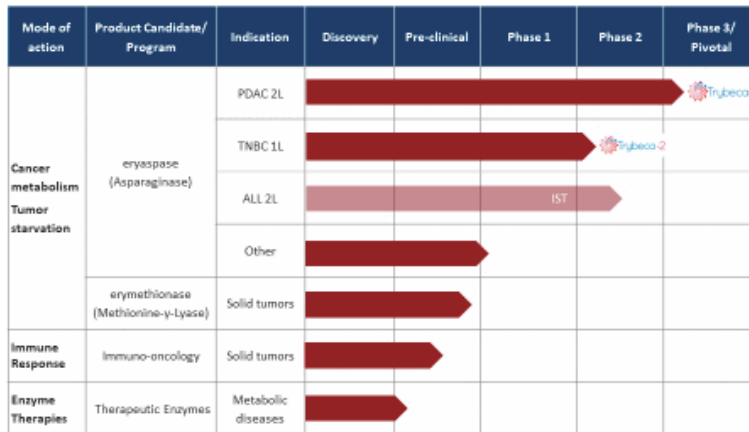 Mode of
action
Product Candidate/
Program
Indication
Discovery
Pre-clinical
Phase 1
Phase 2
Phase 3/
Pivotal
Cancer
metabolism
Tumor
starvation
eryaspase
(Asparaginase)
PDAC 2L
Trybeca
TNBC 1L
Trybeca-2
ALL 2L
IST
Other
erymethionase
(Methionine-γ-Lyase)
Solid tumors
Immune
Response
Immuno-oncology
Solid tumors
Enzyme
Therapies
Therapeutic Enzymes
Metabolic
diseases